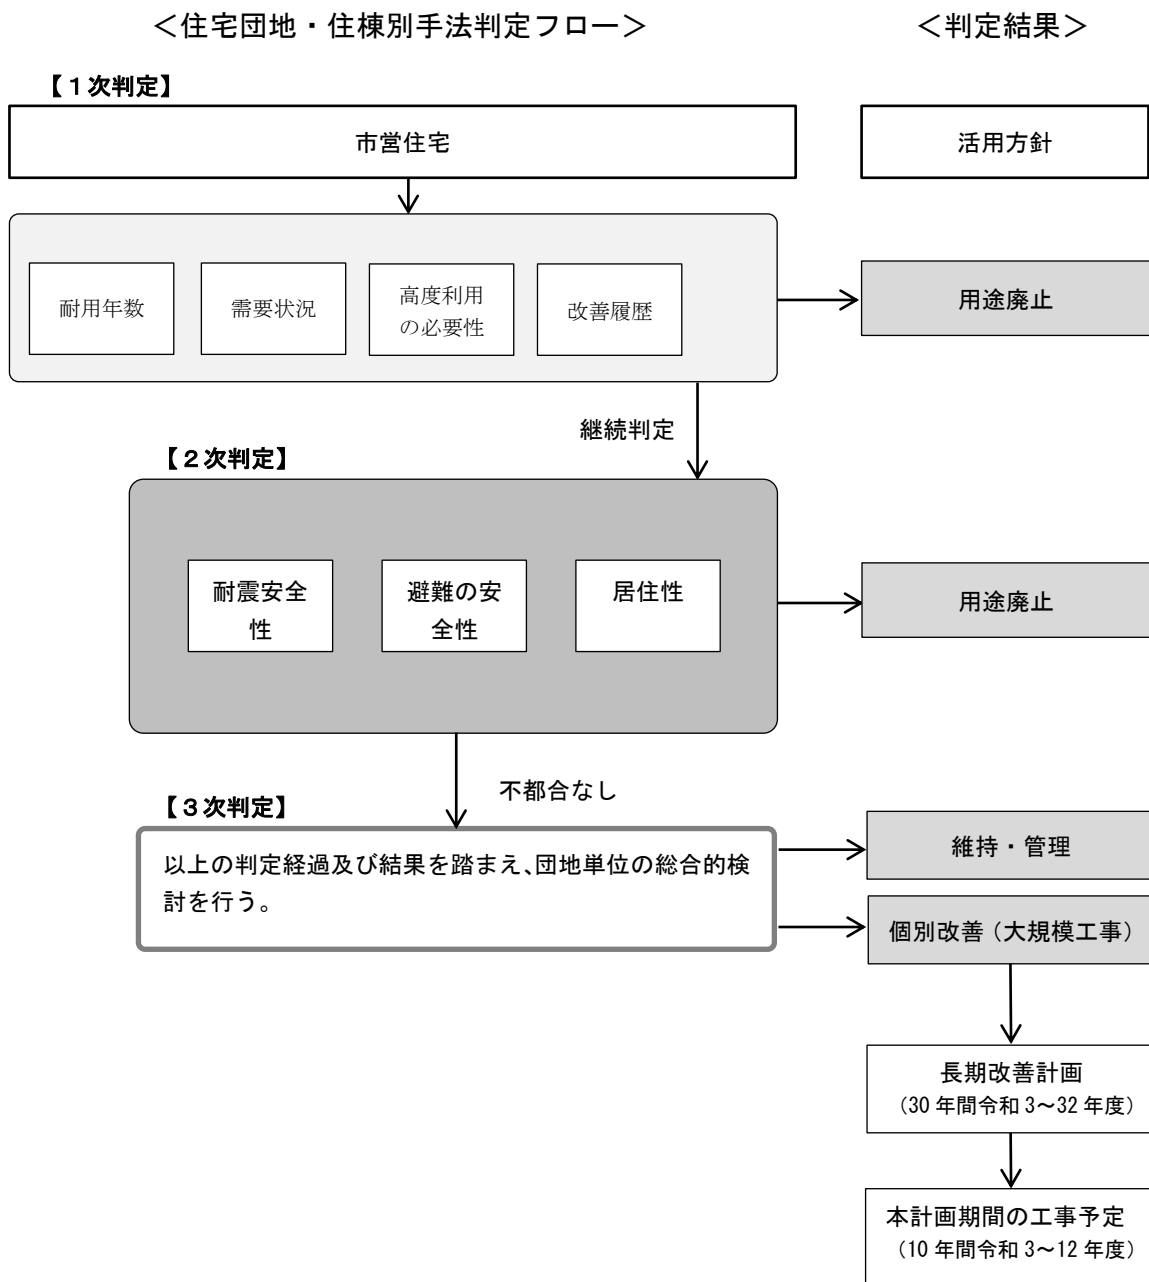 ＜住宅団地・住棟別手法判定フロー＞
＜判定結果＞
【１次判定】
市営住宅
活用方針
耐用年数
需要状況
高度利用
の必要性
改善履歴
用途廃止
継続判定
【２次判定】
耐震安全
性
避難の安
全性
居住性
用途廃止
不都合なし
【３次判定】
以上の判定経過及び結果を踏まえ、団地単位の総合的検
討を行う。
維持・管理
個別改善（大規模工事）
長期改善計画
（30 年間令和 3～32 年度）
本計画期間の工事予定
（10 年間令和 3～12 年度）